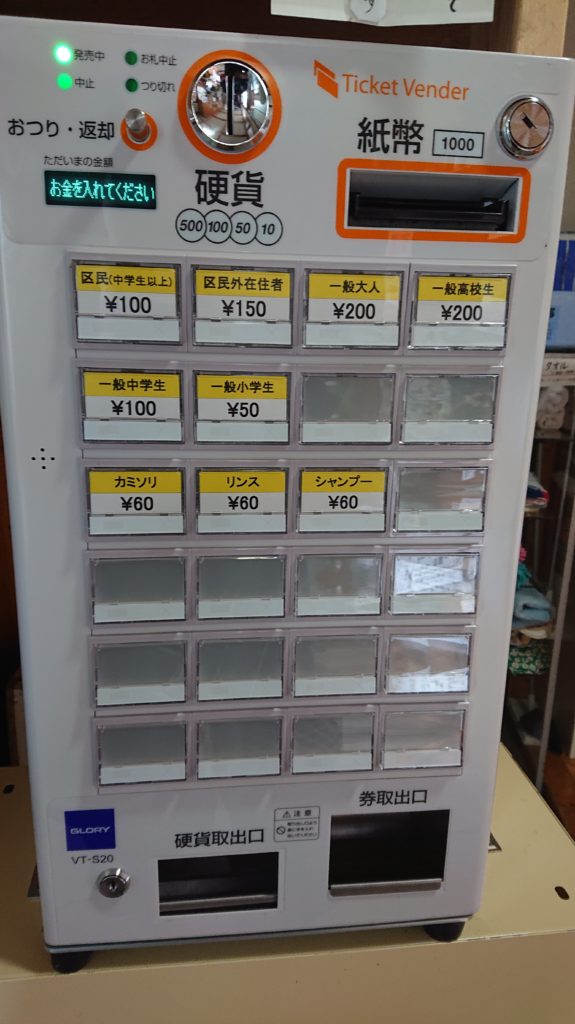 発売中
お札中止
中止
つり切れ
おつり・返却
ただいまの金額
お金を入れてください
硬貨
500 100 50 10
Ticket Vender
紙幣 1000
区民(中学生以上)
¥100
区民外在住者
¥150
一般大人
¥200
一般高校生
¥200
一般中学生
¥100
一般小学生
¥50
カミソリ
¥60
リンス
¥60
シャンプー
¥60
タオル
GLORY
VT-S20
硬貨取出口
注意
券取出口